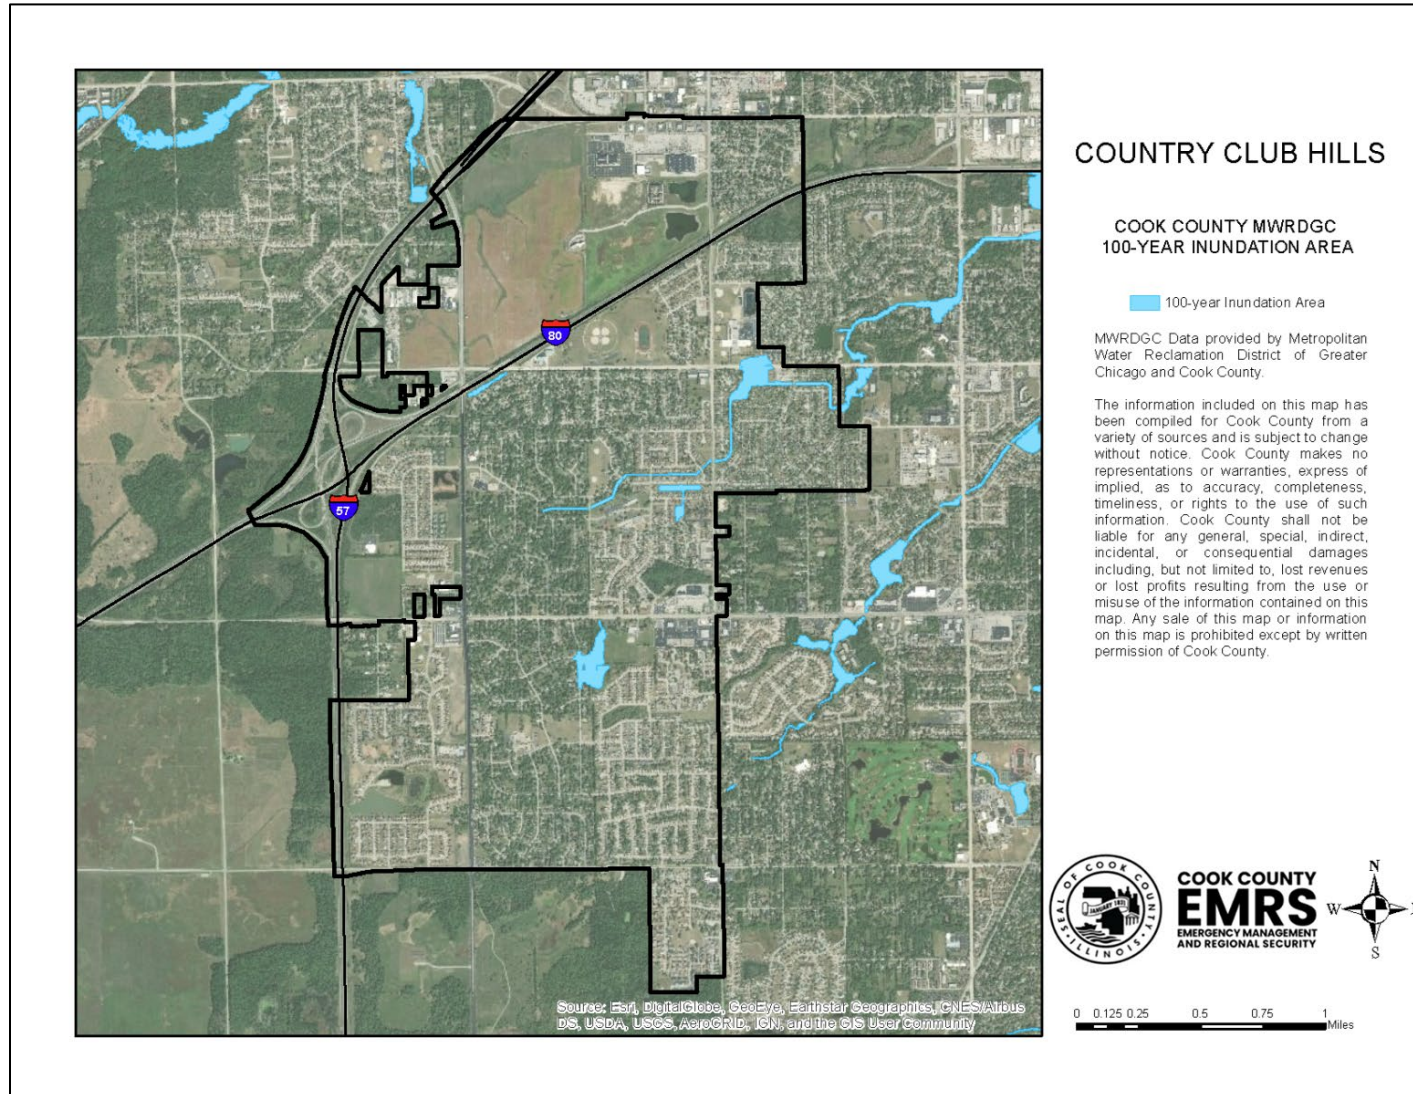 COUNTRY CLUB HILLS
COOK COUNTY MWRDGC
100-YEAR INUNDATION AREA
100-year Inundation Area
MWRDGC Data provided by Metropolitan
Water Reclamation District of Greater
Chicago and Cook County.
The information included on this map has
been compiled for Cook County from a
variety of sources and is subject to change
without notice. Cook County makes no
representations or warranties, express of
implied, as to accuracy, completeness,
timeliness, or rights to the use of such
information. Cook County shall not be
liable for any general, special, indirect,
incidental, or consequential damages
including, but not limited to, lost revenues
or lost profits resulting from the use or
misuse of the information contained on this
map. Any sale of this map or information
on this map is prohibited except by written
permission of Cook County.
80
57
SEAL OF COOK COUNTY
JANUARY 1831
ILLINOIS
COOK COUNTY
EMRS
EMERGENCY MANAGEMENT
AND REGIONAL SECURITY
N
W
S
0 0.125 0.25 0.5 0.75 1
Miles
Source: Esri, DigitalGlobe, GeoEye, Earthstar Geographics, CNES/Airbus
DS, USDA, USGS, AeroGRID, IGN, and the GIS User Community